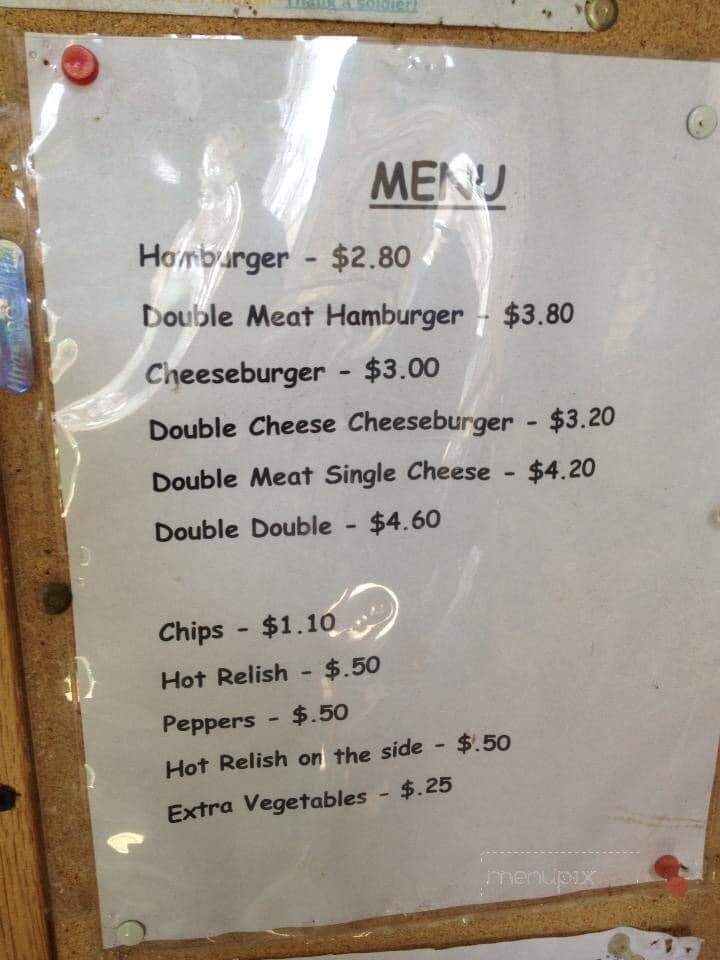 Thank a soldier!
MENU
Hamburger - $2.80
Double Meat Hamburger - $3.80
Cheeseburger - $3.00
Double Cheese Cheeseburger - $3.20
Double Meat Single Cheese - $4.20
Double Double - $4.60
Chips - $1.10
Hot Relish - $.50
Peppers - $.50
Hot Relish on the side - $.50
Extra Vegetables - $.25
menupix